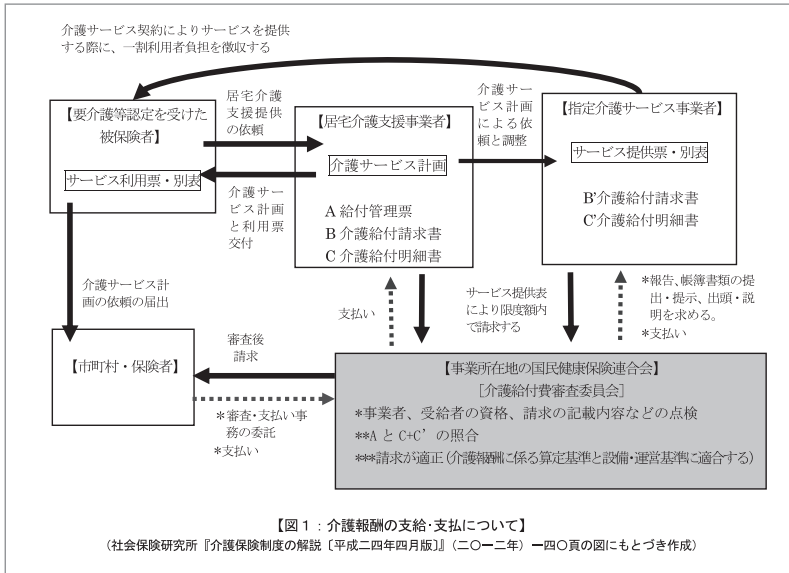 介護サービス契約によりサービスを提供
する際に、一割利用者負担を徴収する
【要介護等認定を受けた
被保険者】
サービス利用票・別表
居宅介護
支援提供
の依頼
介護サー
ビス計画
と利用票
交付
【居宅介護支援事業者】
介護サービス計画
A 給付管理票
B 介護給付請求書
C 介護給付明細書
介護サー
ビス計画
による依
頼と調整
【指定介護サービス事業者】
サービス提供票・別表
B’介護給付請求書
C’介護給付明細書
介護サービス計
画の依頼の届出
支払い
サービス提供表
により限度額内
で請求する
*報告、帳簿書類の提
出・提示、出頭・説
明を求める。
*支払い
【市町村・保険者】
審査後
請求
*審査・支払い事
務の委託
*支払い
【事業所在地の国民健康保険連合会】
[介護給付費審査委員会]
*事業者、受給者の資格、請求の記載内容などの点検
**A と C+C’ の照合
***請求が適正(介護報酬に係る算定基準と設備・運営基準に適合する)
【図1：介護報酬の支給・支払について】
(社会保険研究所『介護保険制度の解説〔平成二四年四月版〕』(二〇一二年) 一四〇頁の図にもとづき作成)